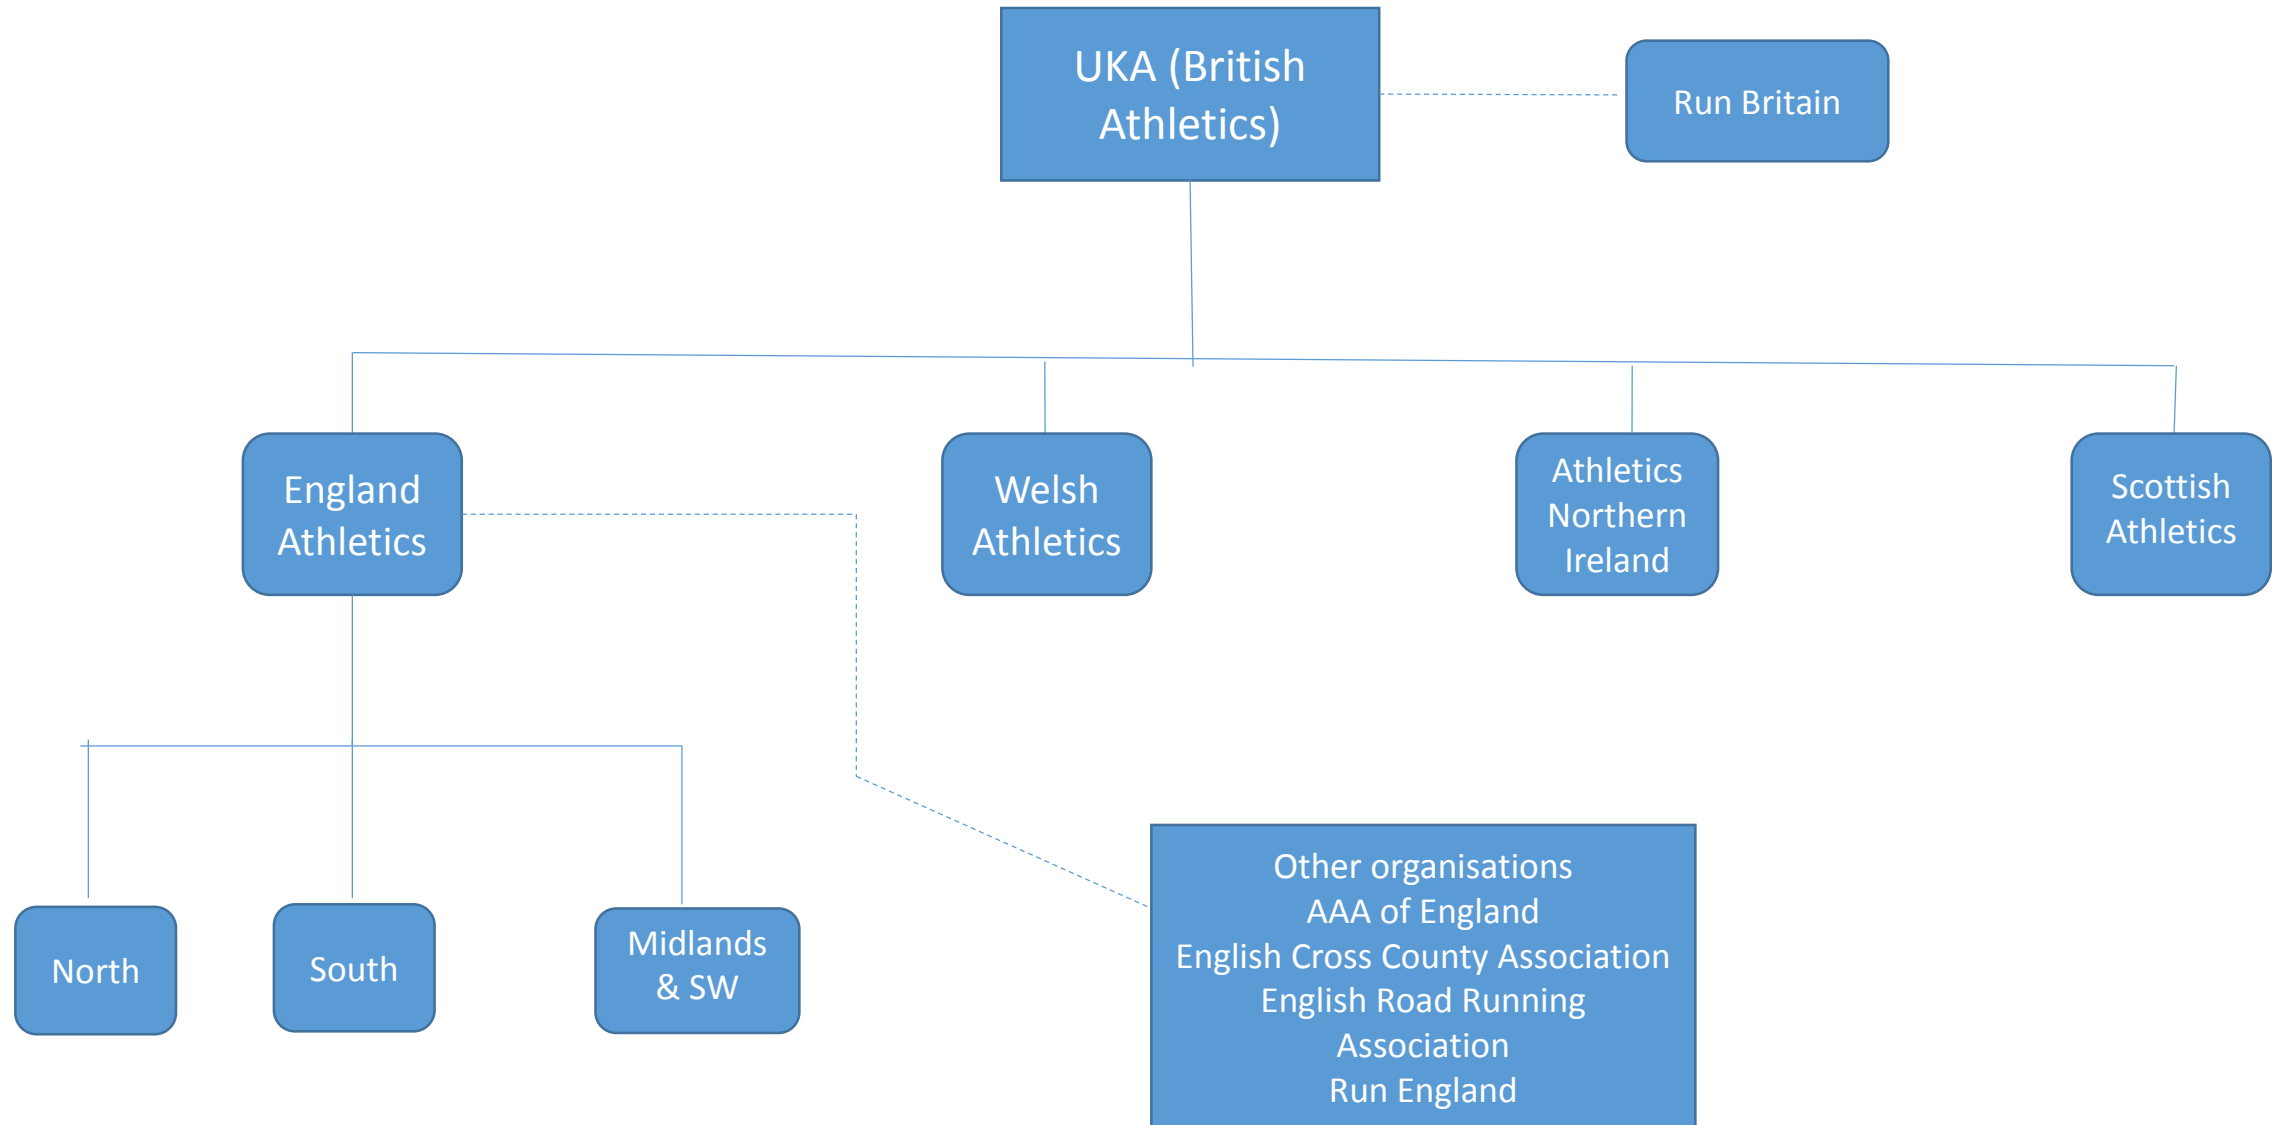 UKA (British
Athletics)
Run Britain
England
Athletics
Welsh
Athletics
Athletics
Northern
Ireland
Scottish
Athletics
North
South
Midlands
& SW
Other organisations
AAA of England
English Cross County Association
English Road Running
Association
Run England